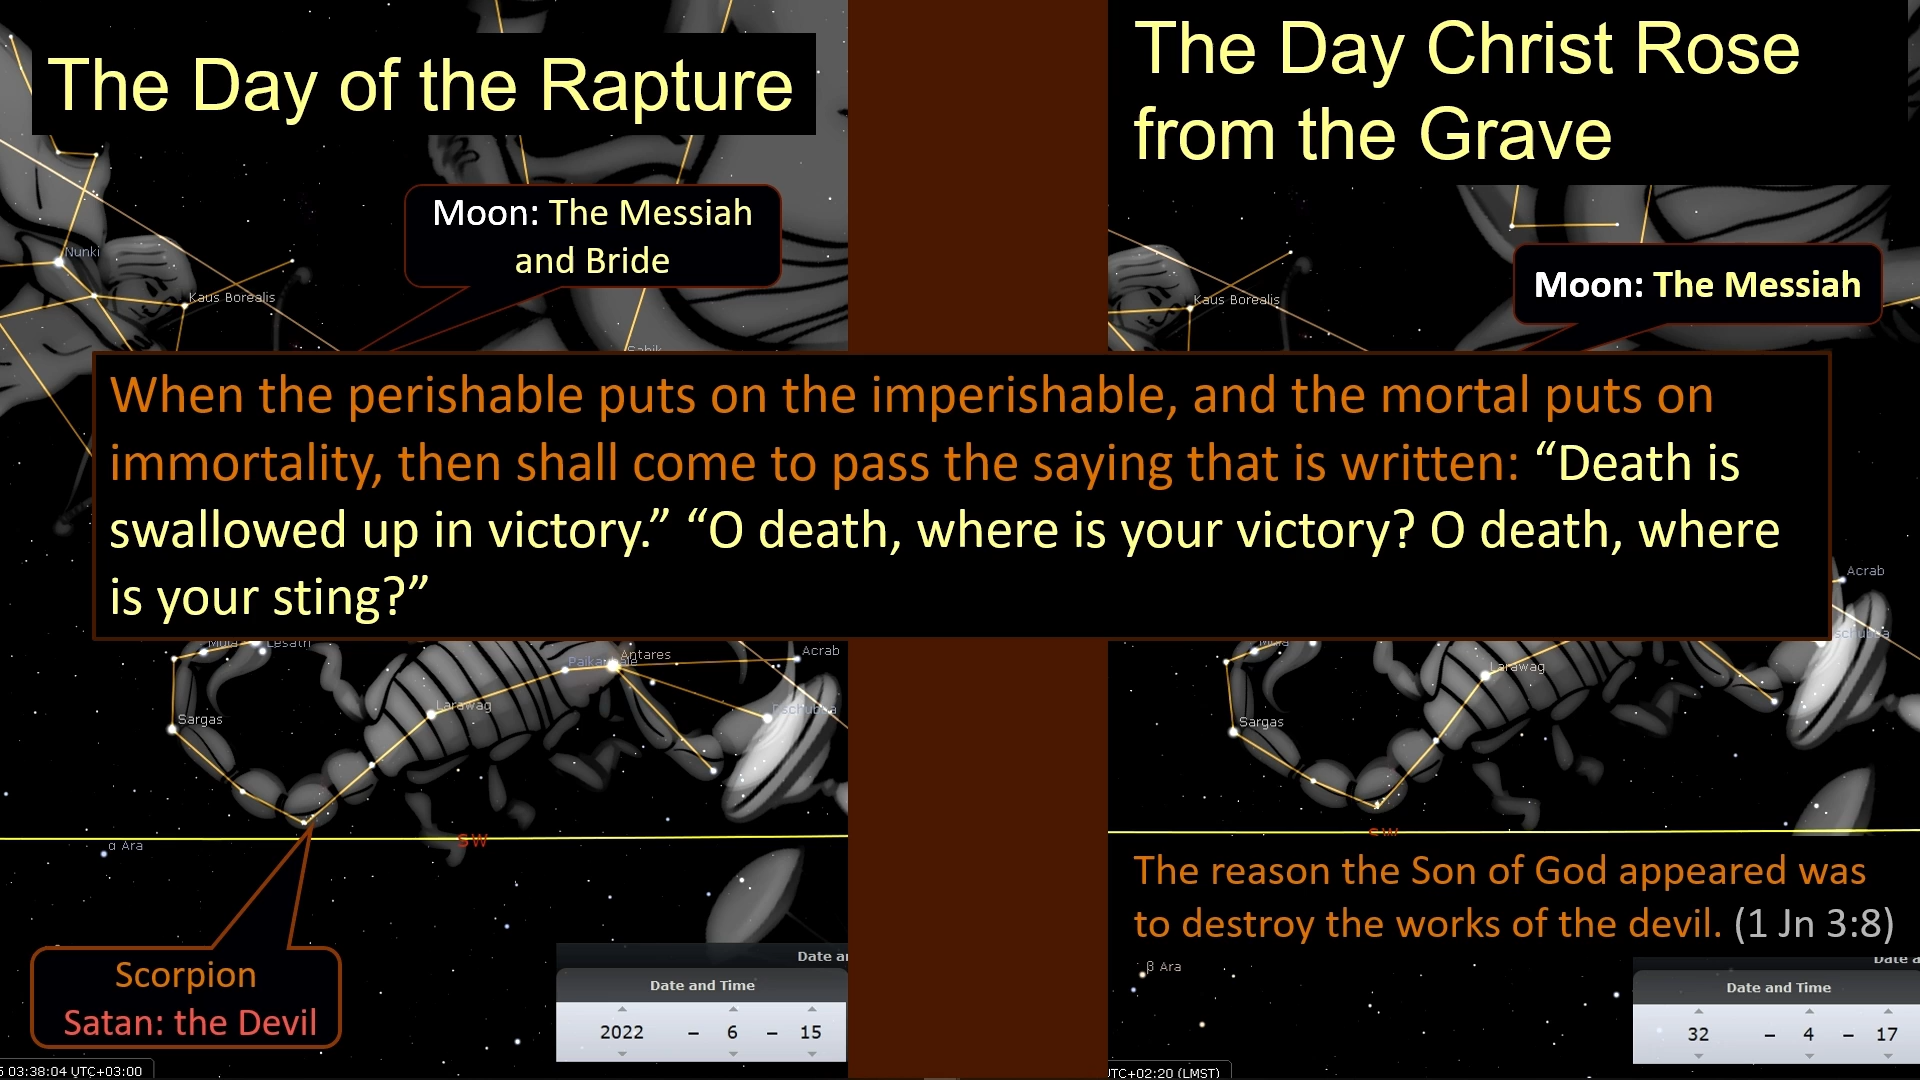 The Day of the Rapture
Moon: The Messiah
and Bride
Nunki
Kaus Borealis
Sabik
The Day Christ Rose
from the Grave
Kaus Borealis
Moon: The Messiah
When the perishable puts on the imperishable, and the mortal puts on
immortality, then shall come to pass the saying that is written: “Death is
swallowed up in victory.” “O death, where is your victory? O death, where
is your sting?”
Lesath
Antares
Acrab
Larawag
Dschubba
Sargas
α Ara
SW
Scorpion
Satan: the Devil
Date and Time
2022 – 6 – 15
03:38:04 UTC+03:00
Acrab
Larawag
Sargas
SW
The reason the Son of God appeared was
to destroy the works of the devil. (1 Jn 3:8)
β Ara
Date and Time
32 – 4 – 17
UTC+02:20 (LMST)